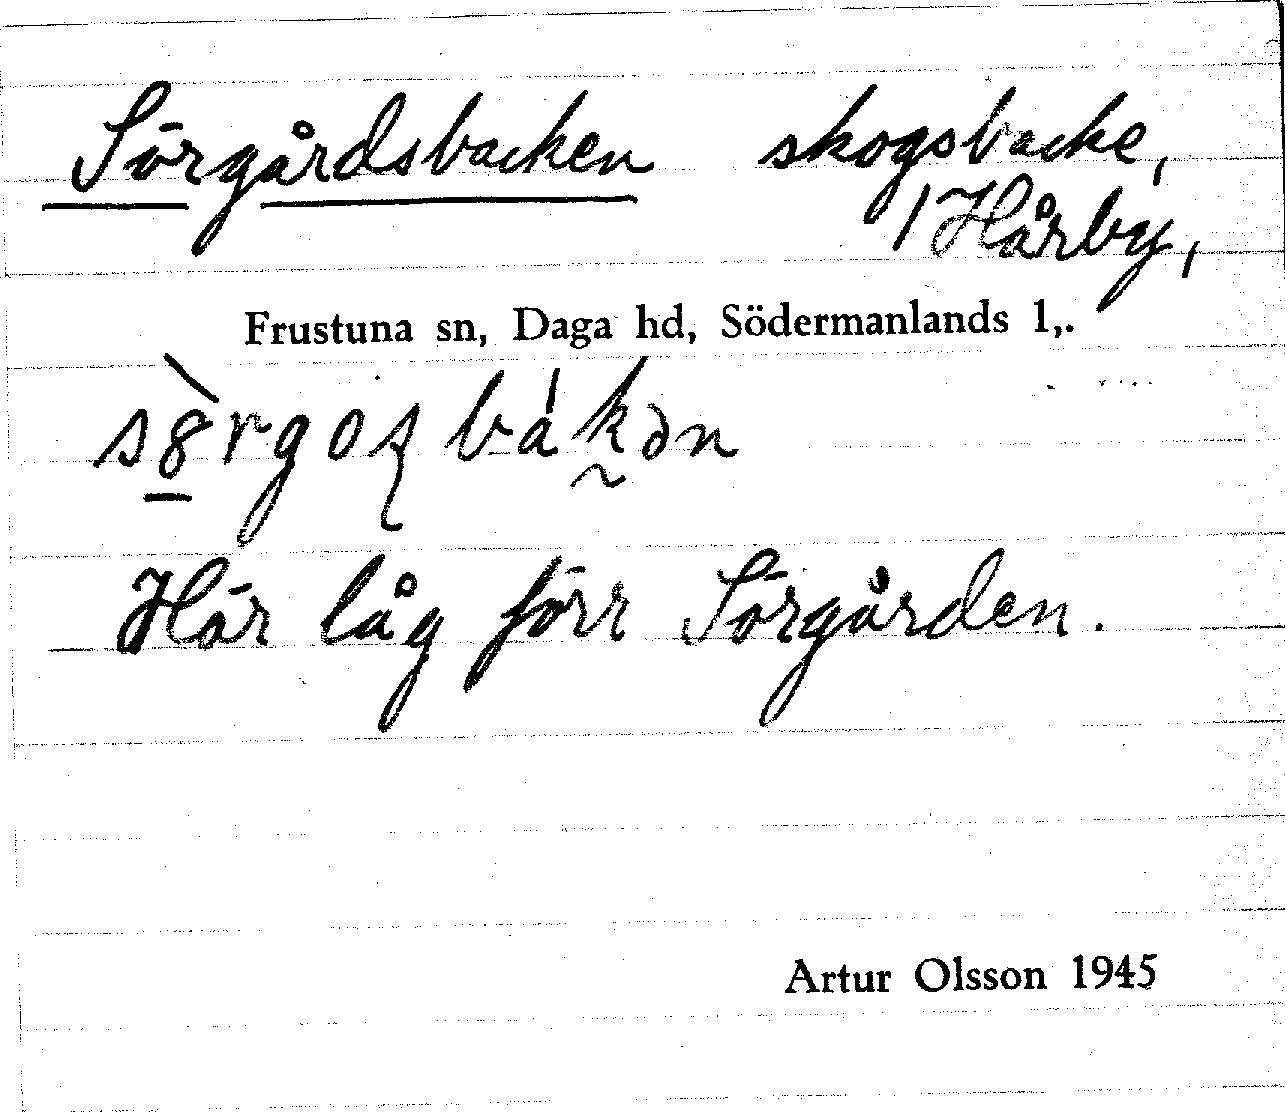 Sörgårdsbacken skogsbacke,
/ Hårby,
Frustuna sn, Daga hd, Södermanlands l,.
Här låg förr Sörgården.
Artur Olsson 1945